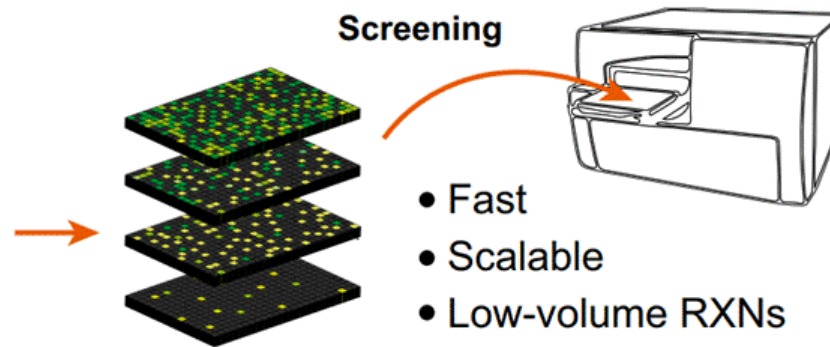 Screening
• Fast
• Scalable
• Low-volume RXNs